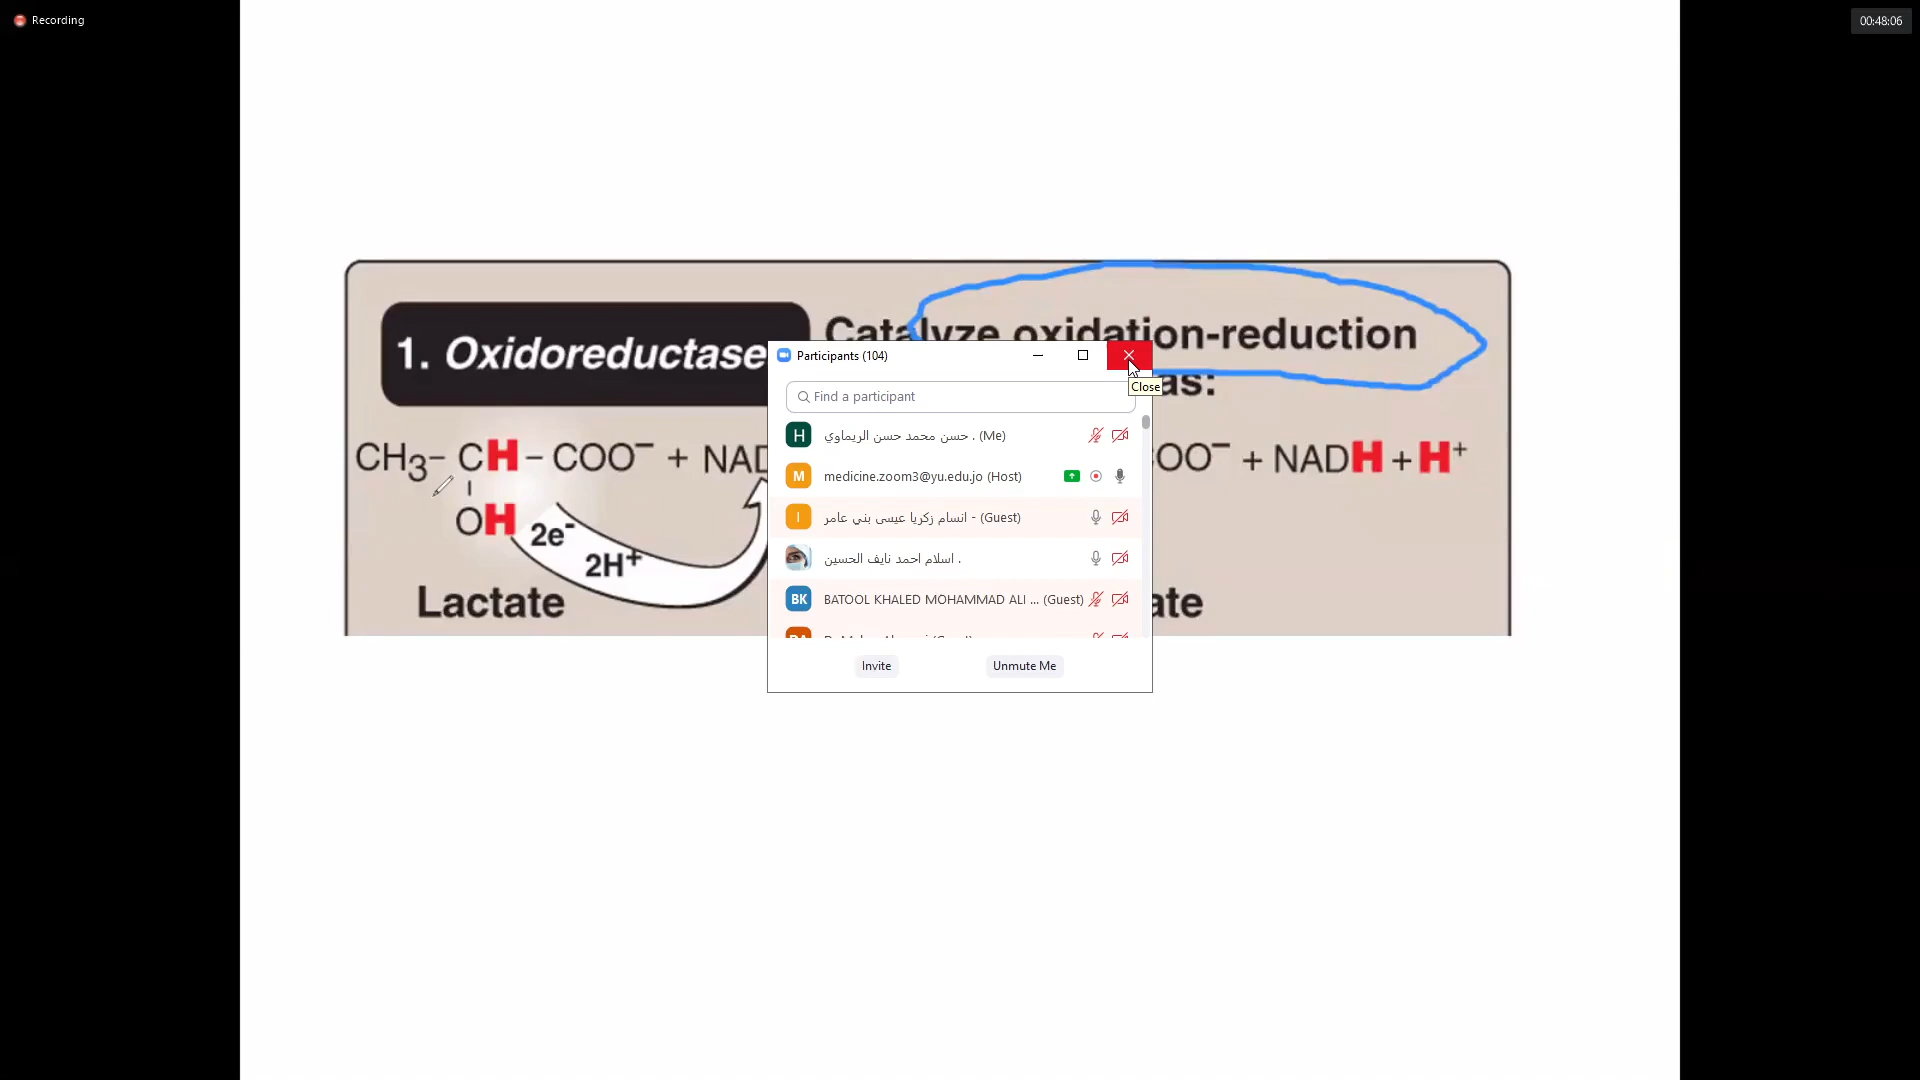 Recording
00:48:06
1. Oxidoreductase
Catalyze oxidation-reduction
as:
CH3– CH – COO– + NAD
OH
2e-
2H+
Lactate
OO– + NADH + H+
ate
Participants (104)
Close
Find a participant
H
حسن محمد حسن الريماوي . (Me)
M
medicine.zoom3@yu.edu.jo (Host)
I
انسام زكريا عيسى بني عامر - (Guest)
اسلام احمد نايف الحسين .
BK
BATOOL KHALED MOHAMMAD ALI ... (Guest)
Invite
Unmute Me